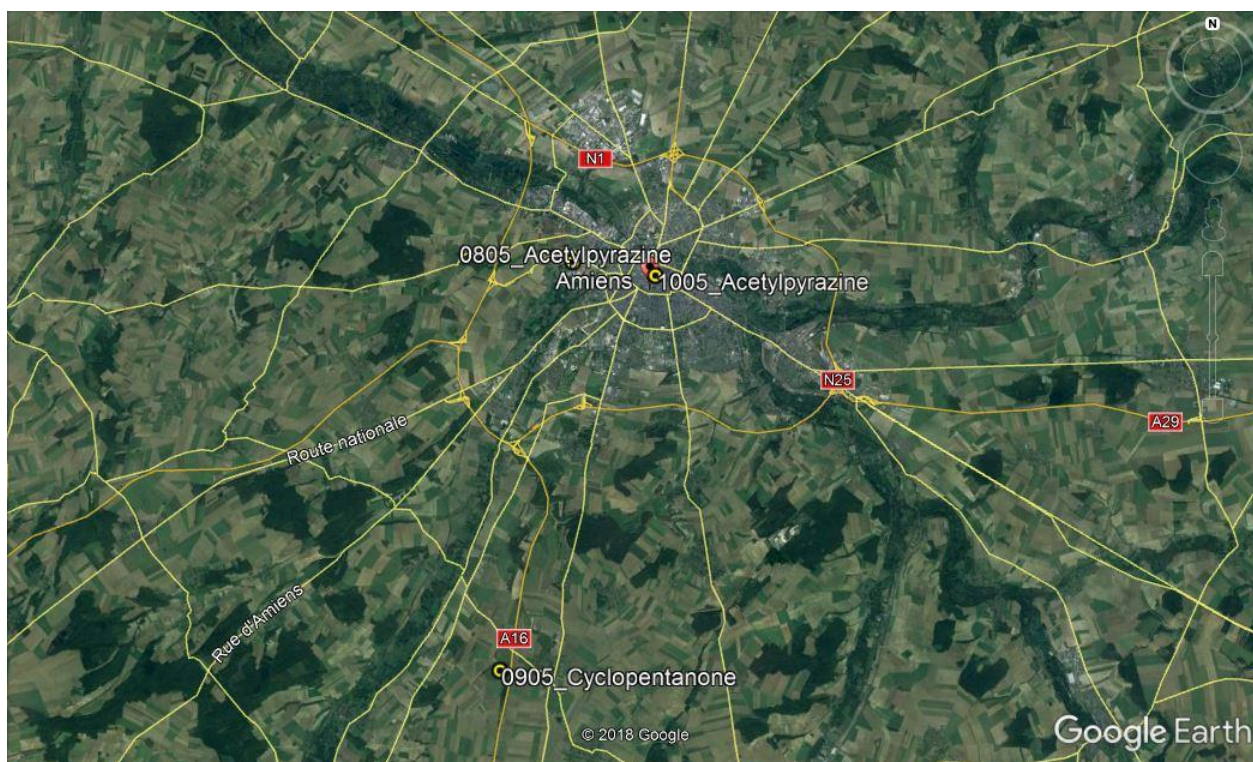 N
N1
0805_Acetylpyrazine
Amiens
1005_Acetylpyrazine
N25
A29
Route nationale
Rue d'Amiens
A16
0905_Cyclopentanone
© 2018 Google
Google Earth